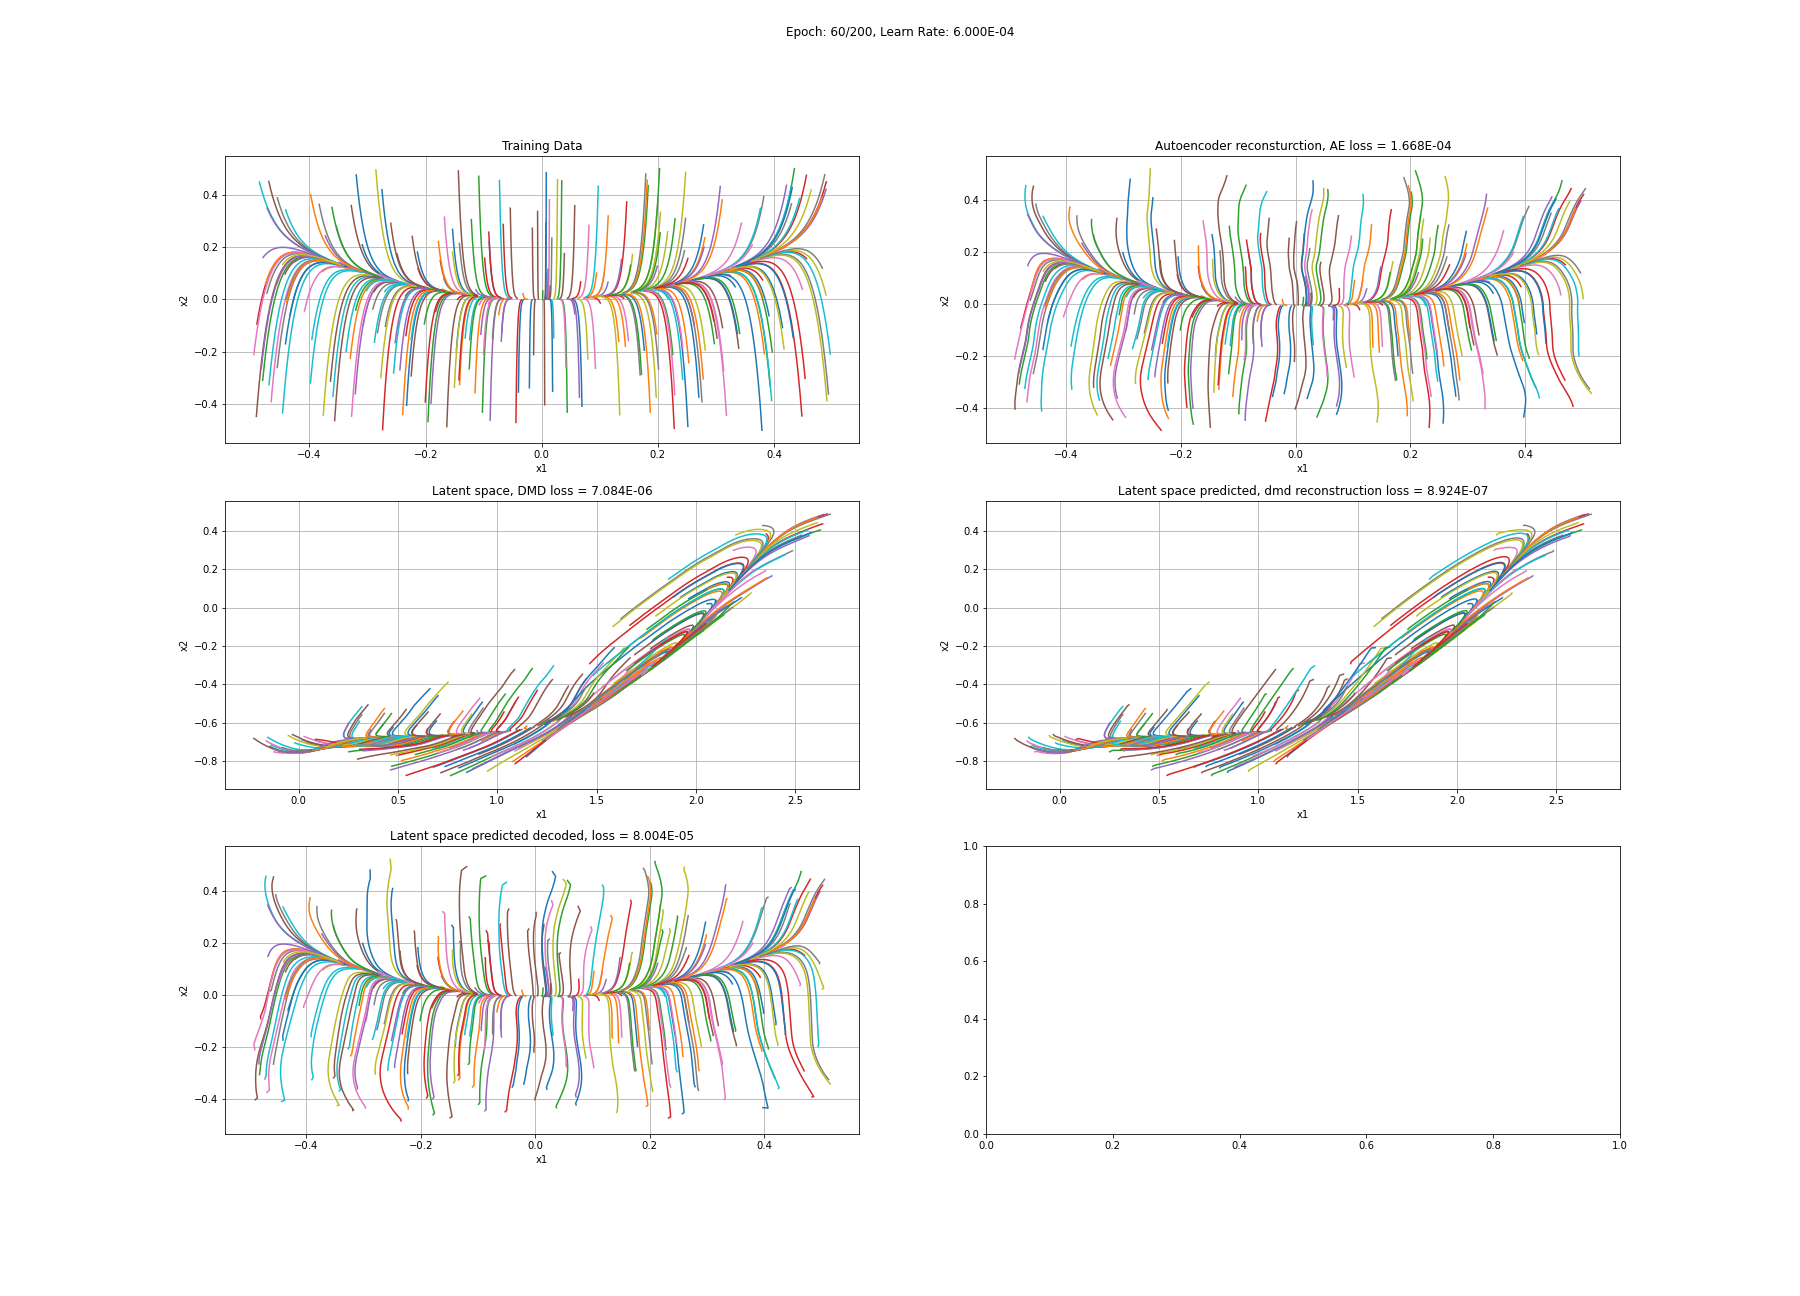 Epoch: 60/200, Learn Rate: 6.000E-04
Training Data
x2
0.4
0.2
0.0
−0.2
−0.4
−0.4 −0.2 0.0 0.2 0.4
x1
Autoencoder reconsturction, AE loss = 1.668E-04
x2
0.4
0.2
0.0
−0.2
−0.4
−0.4 −0.2 0.0 0.2 0.4
x1
Latent space, DMD loss = 7.084E-06
x2
0.4
0.2
0.0
−0.2
−0.4
−0.6
−0.8
0.0 0.5 1.0 1.5 2.0 2.5
x1
Latent space predicted, dmd reconstruction loss = 8.924E-07
x2
0.4
0.2
0.0
−0.2
−0.4
−0.6
−0.8
0.0 0.5 1.0 1.5 2.0 2.5
x1
Latent space predicted decoded, loss = 8.004E-05
x2
0.4
0.2
0.0
−0.2
−0.4
−0.4 −0.2 0.0 0.2 0.4
x1
1.0
0.8
0.6
0.4
0.2
0.0
0.0 0.2 0.4 0.6 0.8 1.0